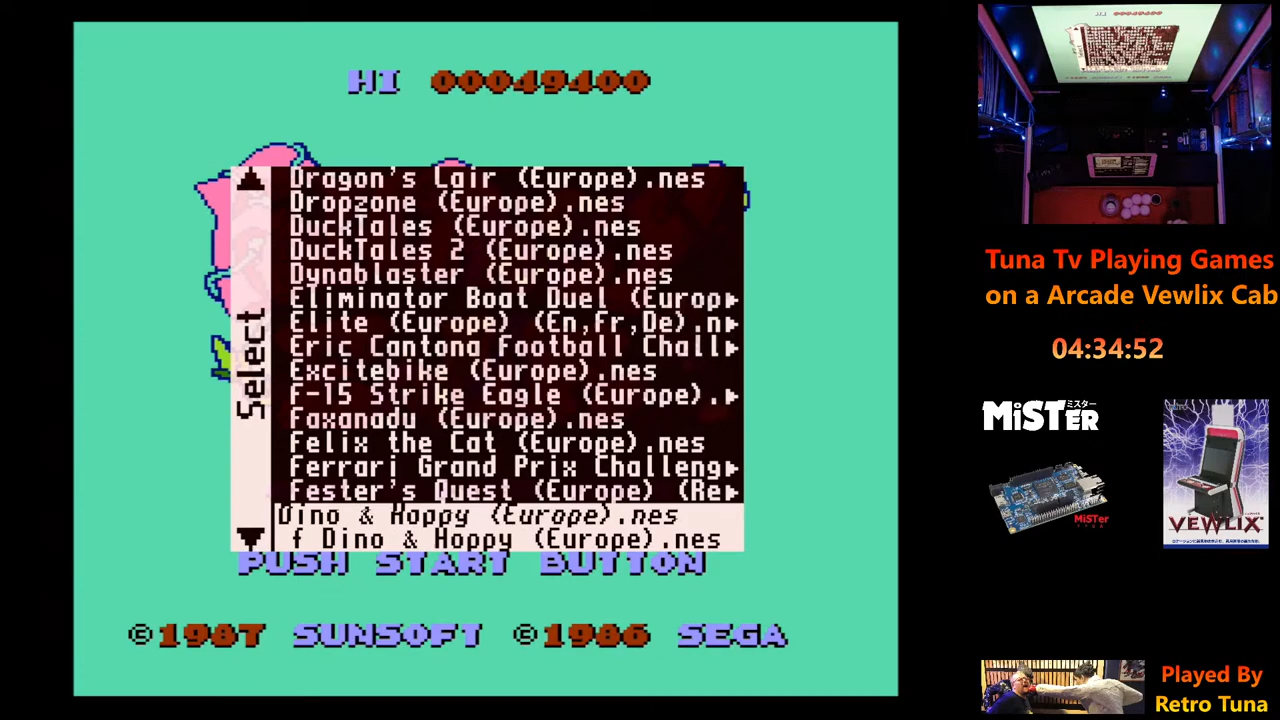 HI 00049400
Dragon's Lair (Europe).nes
Dropzone (Europe).nes
DuckTales (Europe).nes
DuckTales 2 (Europe).nes
Dynablaster (Europe).nes
Eliminator Boat Duel (Europ
Elite (Europe) (En,Fr,De).n
Eric Cantona Football Chall
Excitebike (Europe).nes
F-15 Strike Eagle (Europe).
Faxanadu (Europe).nes
Felix the Cat (Europe).nes
Ferrari Grand Prix Challeng
Fester's Quest (Europe) (Re
Dino & Hoppy (Europe).nes
f Dino & Hoppy (Europe).nes
Select
PUSH START BUTTON
©1987 SUNSOFT ©1986 SEGA
Tuna Tv Playing Games
on a Arcade Vewlix Cab
04:34:52
MiSTer
ミスター
MiSTer
VEWLIX
Played By
Retro Tuna